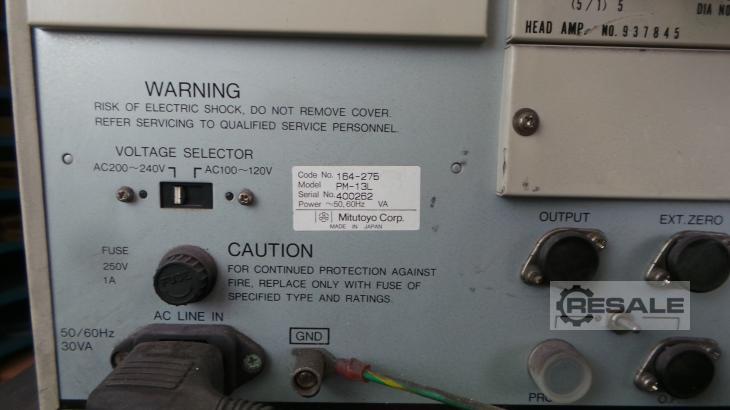 (5/1) 5
DIA NO
HEAD AMP. NO. 937845
WARNING
RISK OF ELECTRIC SHOCK, DO NOT REMOVE COVER.
REFER SERVICING TO QUALIFIED SERVICE PERSONNEL.
VOLTAGE SELECTOR
AC200~240V AC100~120V
Code No. 164-275
Model PM-13L
Serial No. 400262
Power ~50,60Hz VA
Mitutoyo Corp.
MADE IN JAPAN
FUSE
250V
1A
FUSE
CAUTION
FOR CONTINUED PROTECTION AGAINST
FIRE, REPLACE ONLY WITH FUSE OF
SPECIFIED TYPE AND RATINGS.
AC LINE IN
50/60Hz
30VA
GND
OUTPUT
EXT.ZERO
RESALE